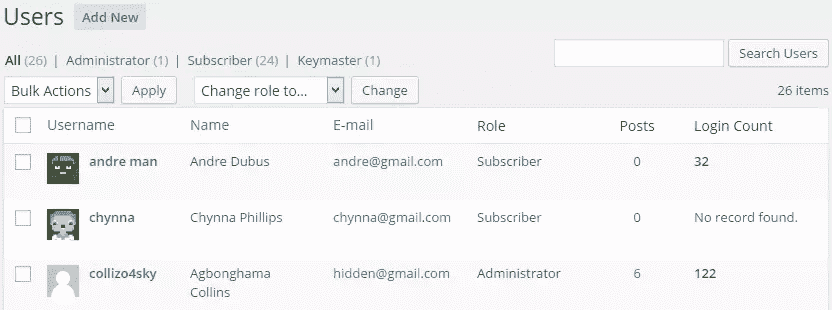 Users Add New
All (26) | Administrator (1) | Subscriber (24) | Keymaster (1)
Search Users
Bulk Actions Apply Change role to... Change 26 items
Username Name E-mail Role Posts Login Count
andre man Andre Dubus andre@gmail.com Subscriber 0 32
chynna Chynna Phillips chynna@gmail.com Subscriber 0 No record found.
collizo4sky Agbonghama hidden@gmail.com Administrator 6 122
Collins